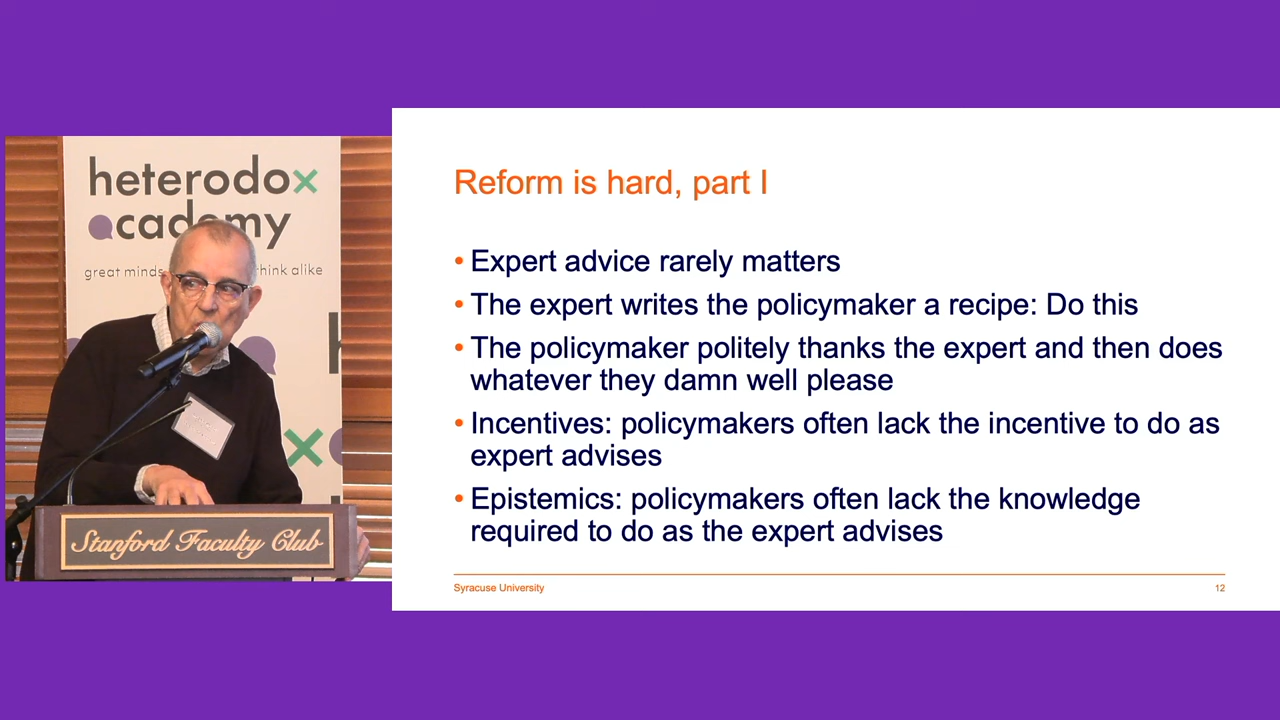 heterodox
academy
great minds think alike
Stanford Faculty Club
Reform is hard, part I
• Expert advice rarely matters
• The expert writes the policymaker a recipe: Do this
• The policymaker politely thanks the expert and then does
whatever they damn well please
• Incentives: policymakers often lack the incentive to do as
expert advises
• Epistemics: policymakers often lack the knowledge
required to do as the expert advises
Syracuse University
12